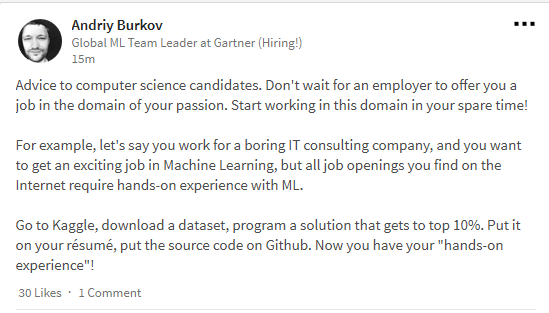 Andriy Burkov
Global ML Team Leader at Gartner (Hiring!)
15m
Advice to computer science candidates. Don't wait for an employer to offer you a
job in the domain of your passion. Start working in this domain in your spare time!
For example, let's say you work for a boring IT consulting company, and you want
to get an exciting job in Machine Learning, but all job openings you find on the
Internet require hands-on experience with ML.
Go to Kaggle, download a dataset, program a solution that gets to top 10%. Put it
on your résumé, put the source code on Github. Now you have your "hands-on
experience"!
30 Likes · 1 Comment